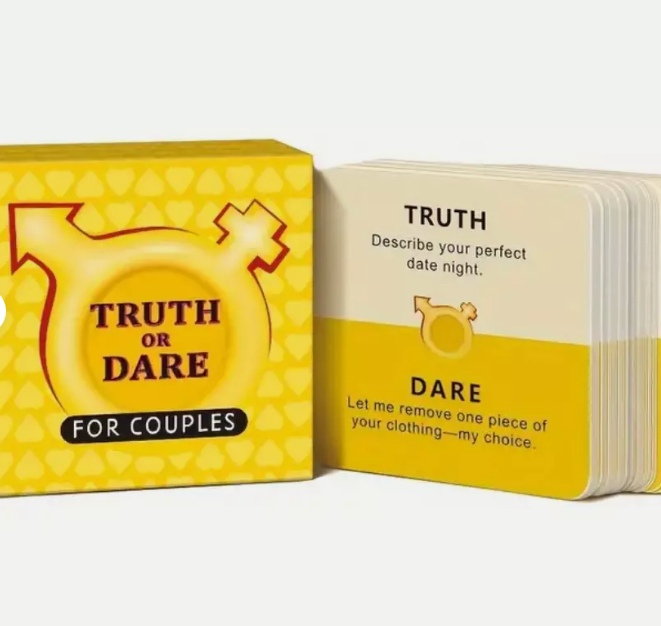 TRUTH
OR
DARE
FOR COUPLES
TRUTH
Describe your perfect
date night.
DARE
Let me remove one piece of
your clothing—my choice.